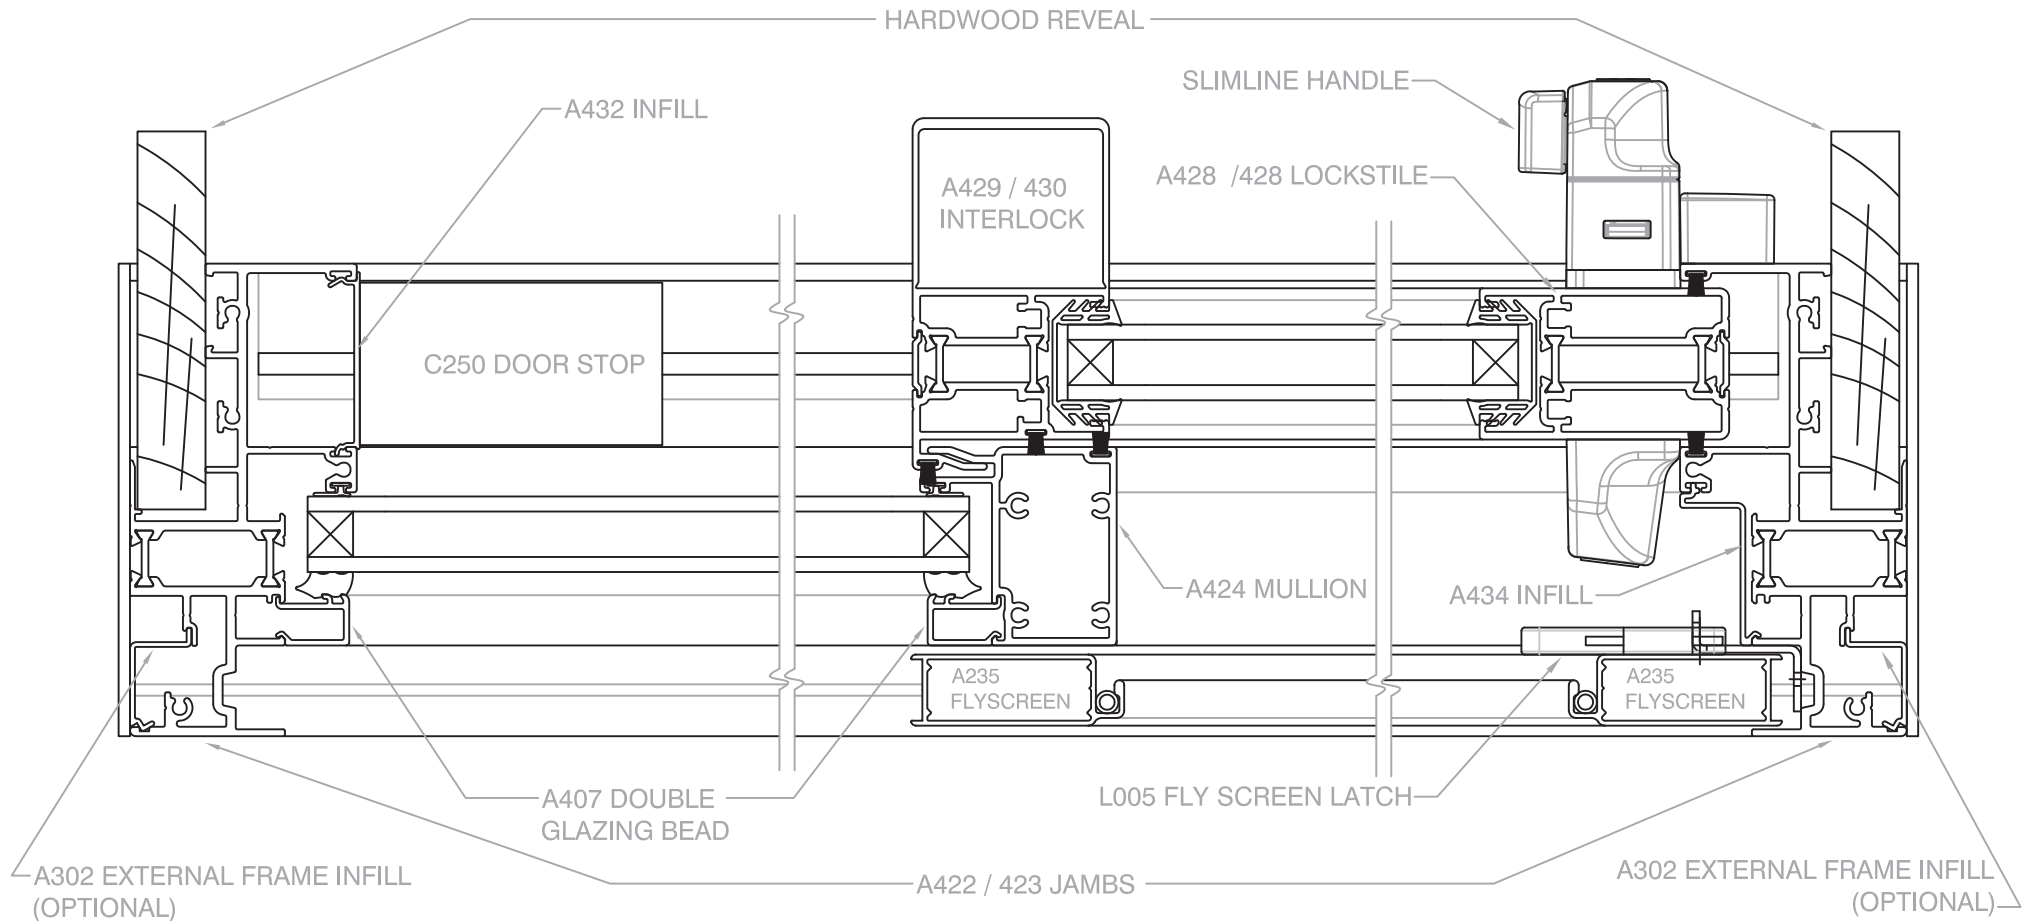 HARDWOOD REVEAL
SLIMLINE HANDLE
A432 INFILL
A428 /428 LOCKSTILE
A429 / 430
INTERLOCK
C250 DOOR STOP
A424 MULLION
A434 INFILL
A235
FLYSCREEN
A235
FLYSCREEN
A407 DOUBLE
GLAZING BEAD
L005 FLY SCREEN LATCH
A302 EXTERNAL FRAME INFILL
(OPTIONAL)
A422 / 423 JAMBS
A302 EXTERNAL FRAME INFILL
(OPTIONAL)